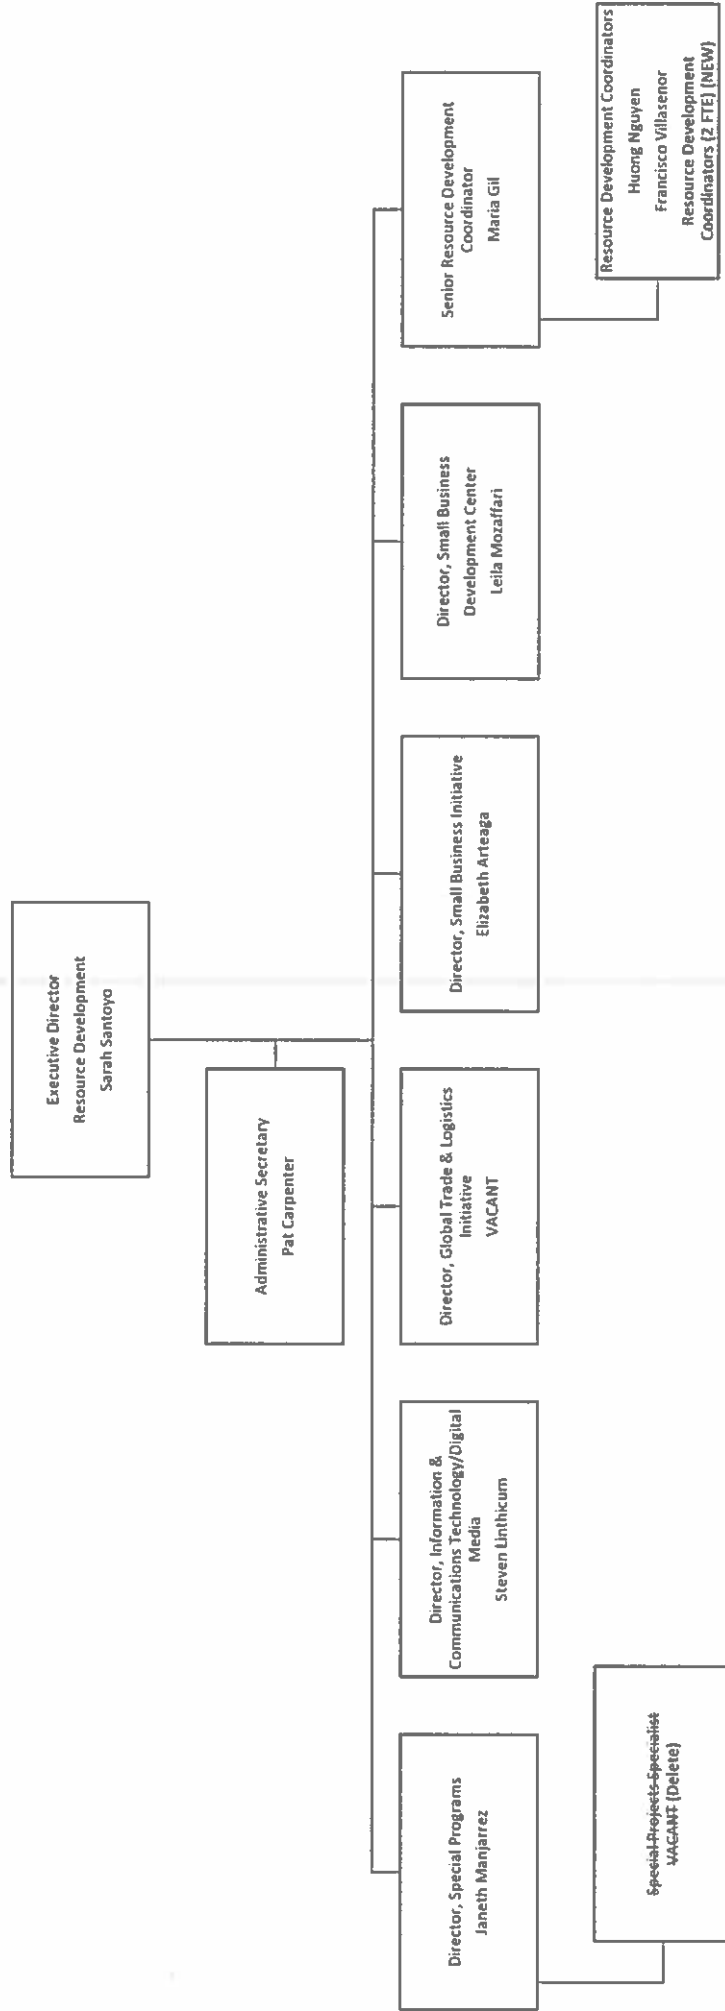 Executive Director
Resource Development
Sarah Santoyo
Administrative Secretary
Pat Carpenter
Director, Special Programs
Janeth Manjarrez
Director, Information &
Communications Technology/Digital
Media
Steven Linthicum
Director, Global Trade & Logistics
Initiative
VACANT
Director, Small Business Initiative
Elizabeth Arteaga
Director, Small Business
Development Center
Leila Mozaffari
Senior Resource Development
Coordinator
Maria Gil
Special Projects Specialist
VACANT (Delete)
Resource Development Coordinators
Huong Nguyen
Francisco Villasenor
Resource Development
Coordinators (2 FTE) (NEW)